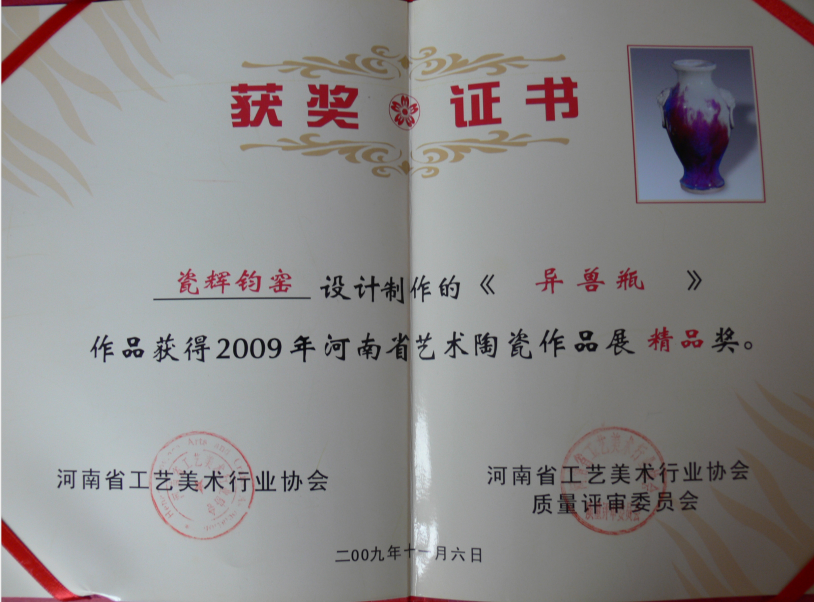 获奖证书
瓷辉钧窑 设计制作的《 异兽瓶 》
作品获得2009年河南省艺术陶瓷作品展 精品奖。
河南省工艺美术行业协会
河南省工艺美术行业协会
质量评审委员会
二00九年十一月六日